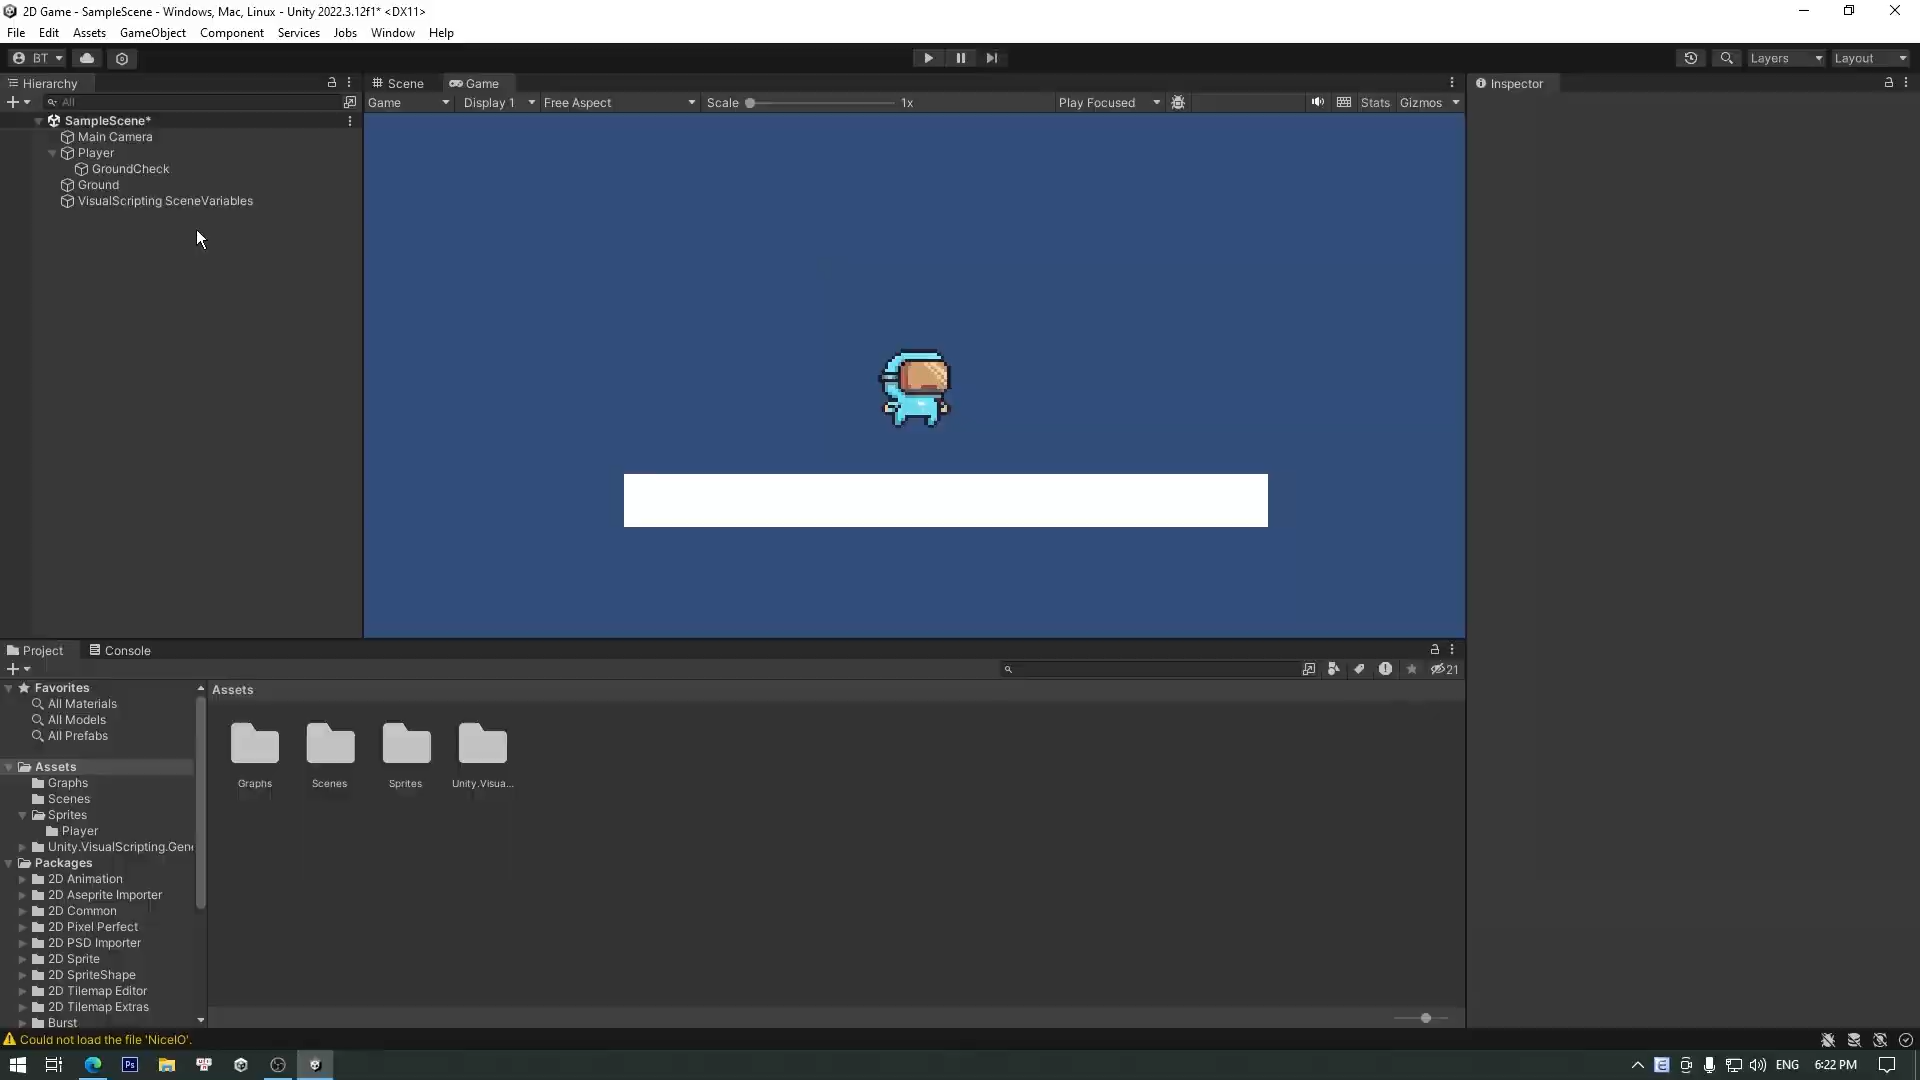 2D Game - SampleScene - Windows, Mac, Linux - Unity 2022.3.12f1* <DX11>
File Edit Assets GameObject Component Services Jobs Window Help
BT Layers Layout
Hierarchy Scene Game Inspector
All Game Display 1 Free Aspect Scale 1x Play Focused Stats Gizmos
SampleScene*
Main Camera
Player
GroundCheck
Ground
VisualScripting SceneVariables
Project Console
21
Favorites
All Materials
All Models
All Prefabs
Assets
Graphs
Scenes
Sprites
Player
Unity.VisualScripting.Gene
Packages
2D Animation
2D Aseprite Importer
2D Common
2D Pixel Perfect
2D PSD Importer
2D Sprite
2D SpriteShape
2D Tilemap Editor
2D Tilemap Extras
Burst
Assets
Graphs Scenes Sprites Unity.Visua...
Could not load the file 'NiceIO'.
Ps ENG 6:22 PM